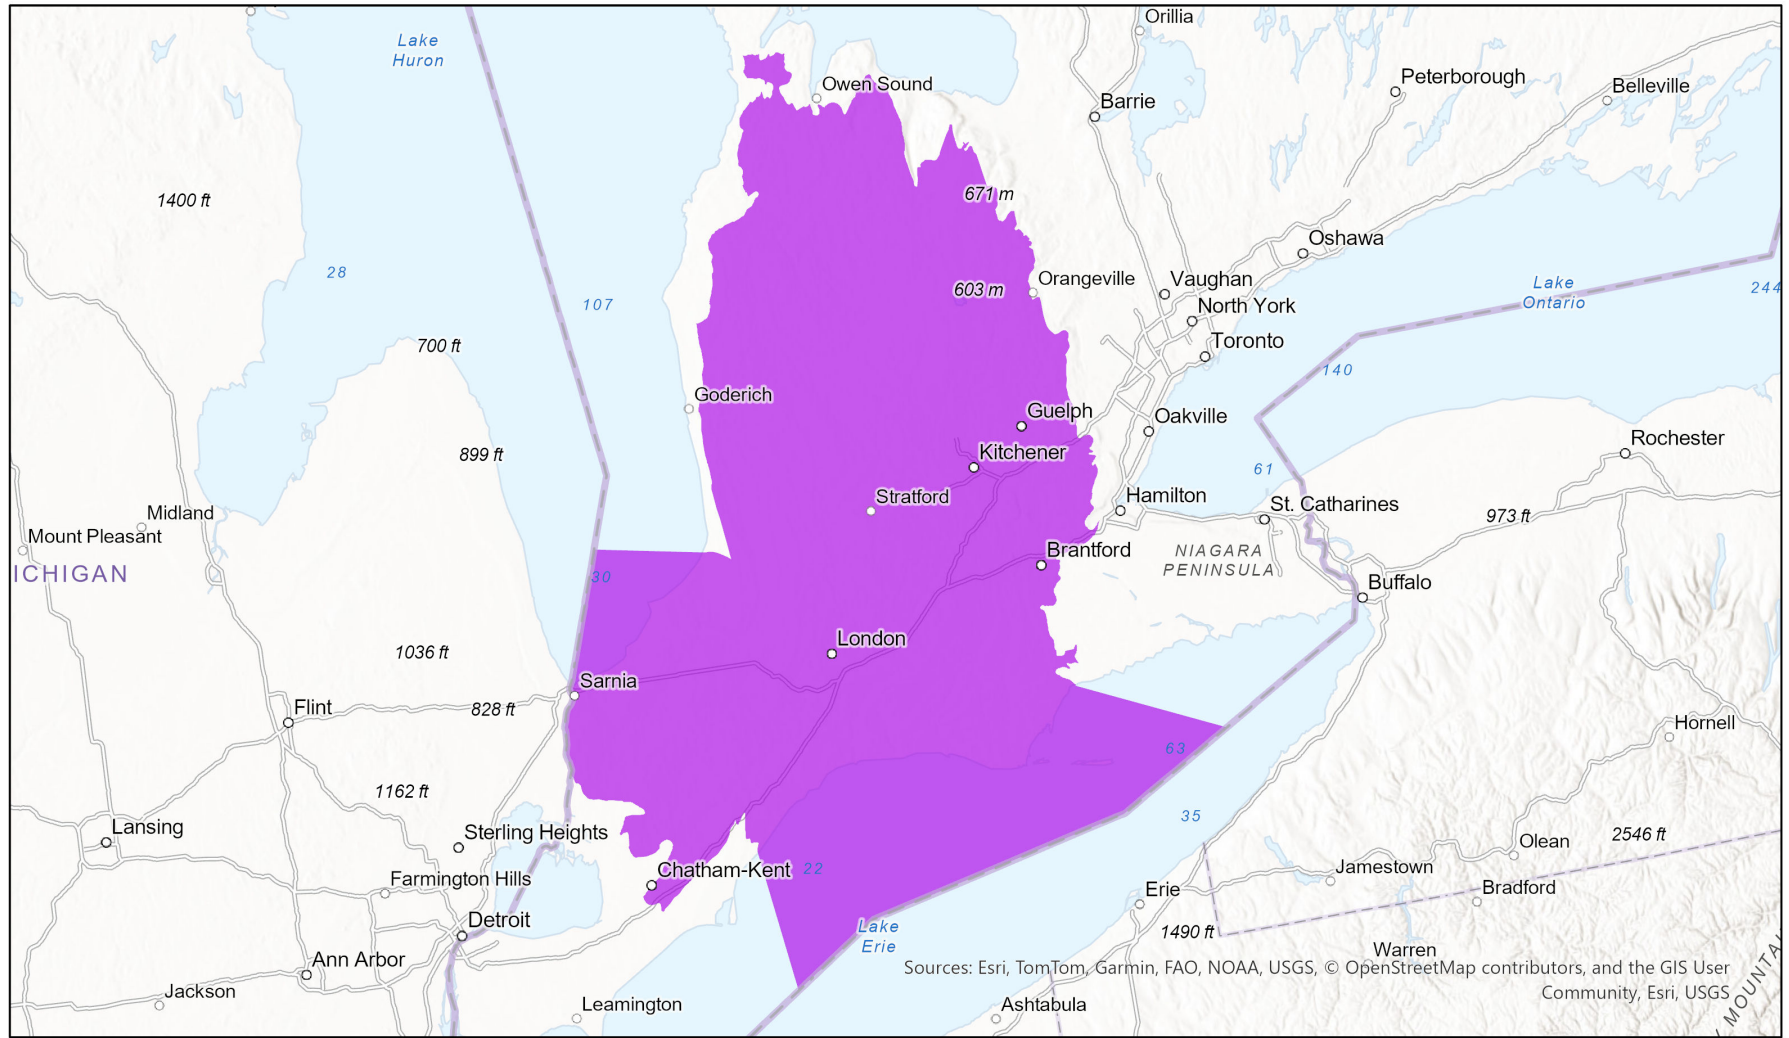 Orillia
Lake
Huron
Owen Sound
Peterborough
Belleville
Barrie
1400 ft
671 m
Oshawa
28
107
603 m
Orangeville
Vaughan
North York
Lake
Ontario
244
700 ft
Toronto
140
Goderich
Guelph
Oakville
Rochester
899 ft
Kitchener
61
Stratford
Hamilton
St. Catharines
973 ft
Midland
Mount Pleasant
Brantford
NIAGARA
PENINSULA
ICHIGAN
30
Buffalo
1036 ft
London
Sarnia
Flint
828 ft
Hornell
63
1162 ft
35
Lansing
Sterling Heights
2546 ft
Olean
Chatham-Kent
22
Jamestown
Farmington Hills
Erie
Bradford
Detroit
Lake
Erie
1490 ft
Warren
Ann Arbor
Sources: Esri, TomTom, Garmin, FAO, NOAA, USGS, © OpenStreetMap contributors, and the GIS User
Community, Esri, USGS
Jackson
Leamington
Ashtabula
MOUNTA